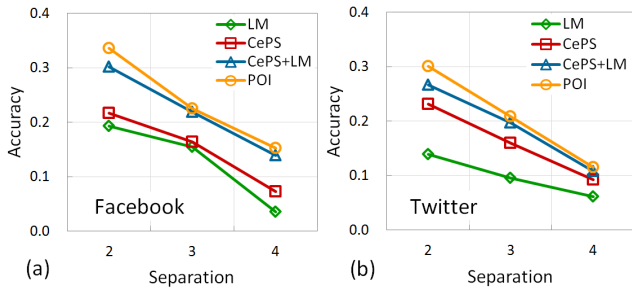 LM
CePS
CePS+LM
POI
Accuracy
0.4
0.3
0.2
0.1
0.0
Facebook
2 3 4
Separation
(a)
LM
CePS
CePS+LM
POI
Accuracy
0.4
0.3
0.2
0.1
0.0
Twitter
2 3 4
Separation
(b)